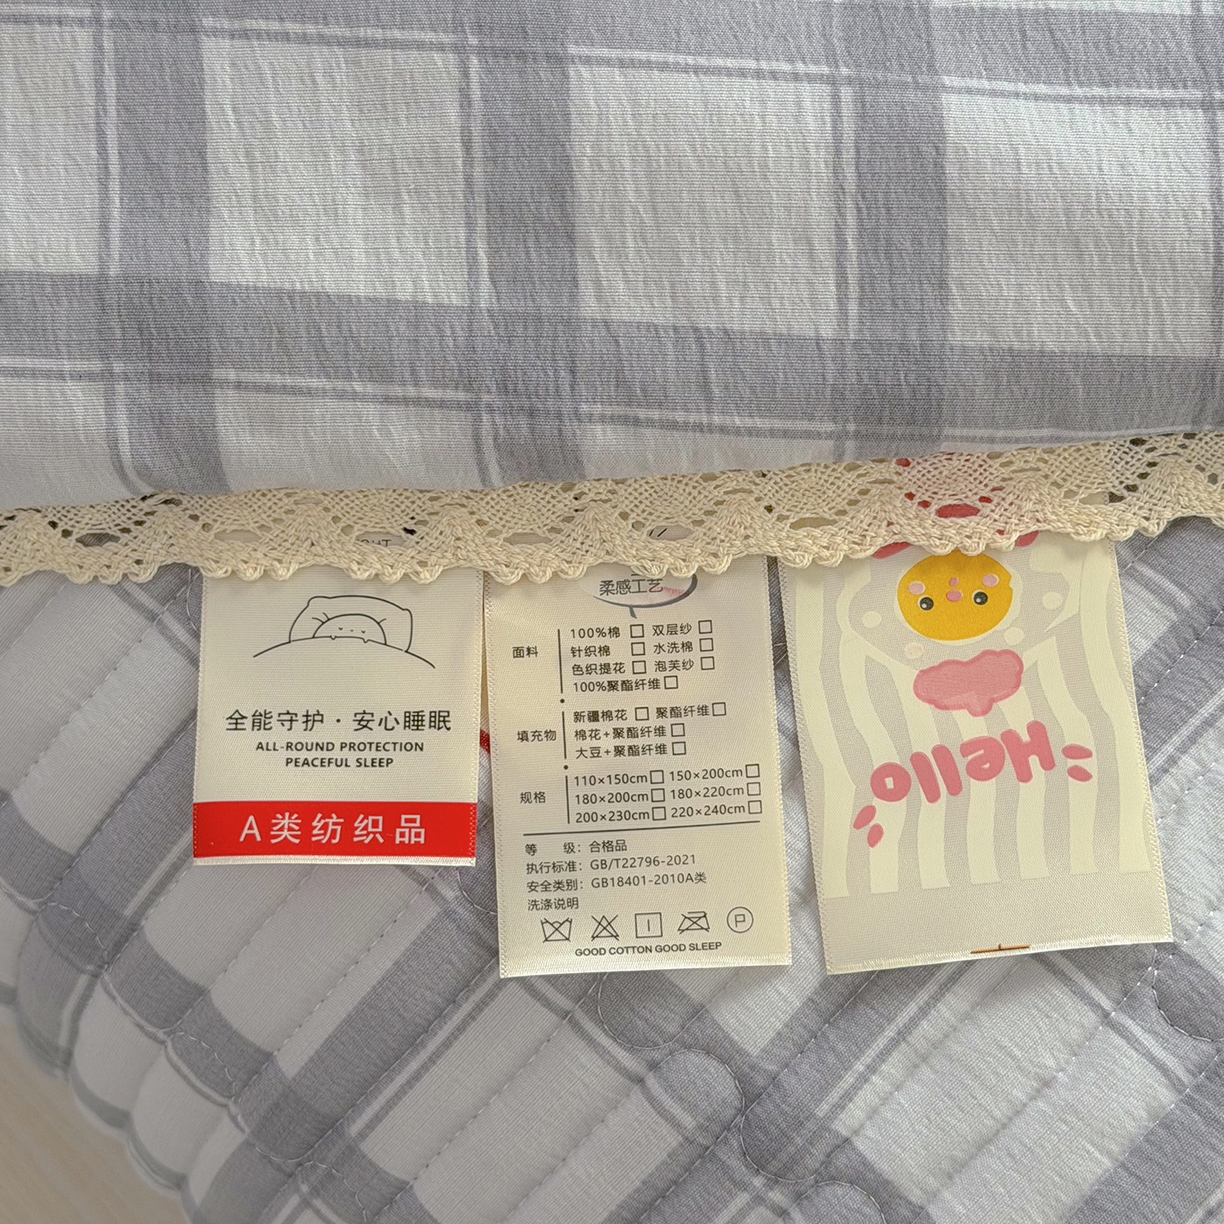 全能守护·安心睡眠
ALL-ROUND PROTECTION
PEACEFUL SLEEP
A类纺织品
柔感工艺
面料
100%棉 □ 双层纱 □
针织棉 □ 水洗棉 □
色织提花 □ 泡芙纱 □
100%聚酯纤维 □
填充物
新疆棉花 □ 聚酯纤维 □
棉花+聚酯纤维 □
大豆+聚酯纤维 □
规格
110×150cm □ 150×200cm □
180×200cm □ 180×220cm □
200×230cm □ 220×240cm □
等 级：合格品
执行标准：GB/T22796-2021
安全类别：GB18401-2010A类
洗涤说明
P
GOOD COTTON GOOD SLEEP
Hello